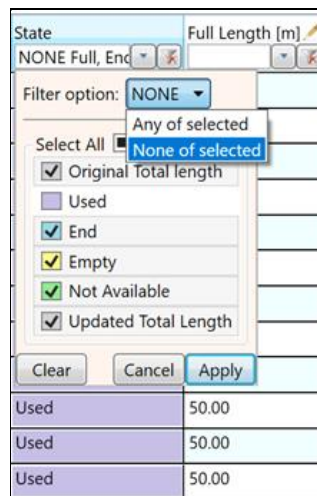 State Full Length [m]
NONE Full, End
Filter option: NONE
Any of selected
Select All
None of selected
Original Total length
Used
End
Empty
Not Available
Updated Total Length
Clear Cancel Apply
Used 50.00
Used 50.00
Used 50.00